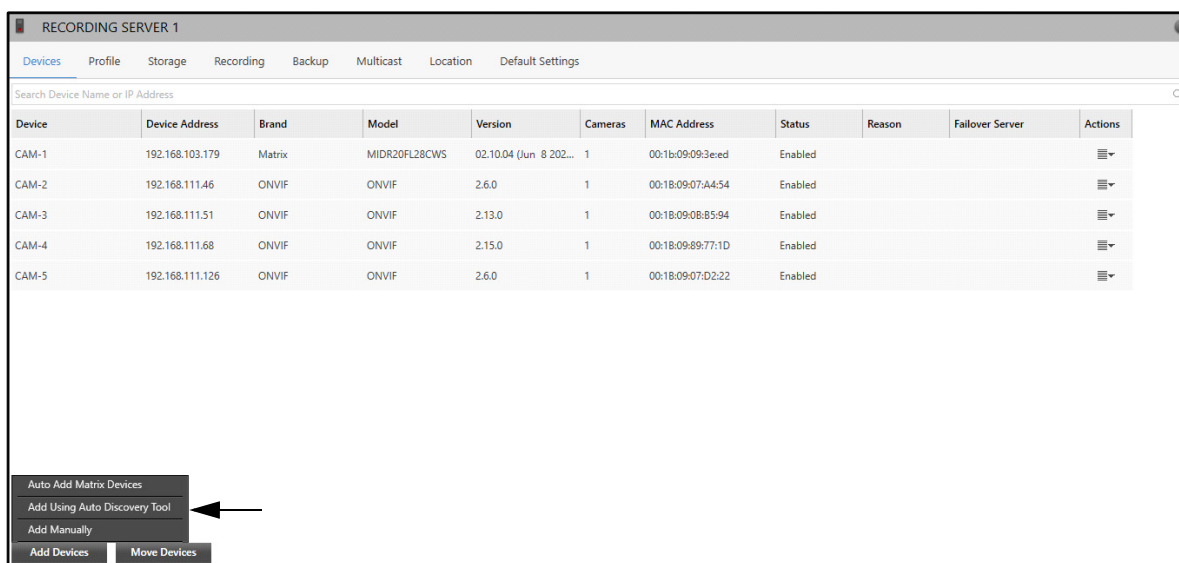 RECORDING SERVER 1
Devices Profile Storage Recording Backup Multicast Location Default Settings
Search Device Name or IP Address
Device Device Address Brand Model Version Cameras MAC Address Status Reason Failover Server Actions
CAM-1 192.168.103.179 Matrix MIDR20FL28CWS 02.10.04 (Jun 8 202... 1 00:1b:09:09:3e:ed Enabled
CAM-2 192.168.111.46 ONVIF ONVIF 2.6.0 1 00:1B:09:07:A4:54 Enabled
CAM-3 192.168.111.51 ONVIF ONVIF 2.13.0 1 00:1B:09:0B:B5:94 Enabled
CAM-4 192.168.111.68 ONVIF ONVIF 2.15.0 1 00:1B:09:89:77:1D Enabled
CAM-5 192.168.111.126 ONVIF ONVIF 2.6.0 1 00:1B:09:07:D2:22 Enabled
Auto Add Matrix Devices
Add Using Auto Discovery Tool
Add Manually
Add Devices Move Devices